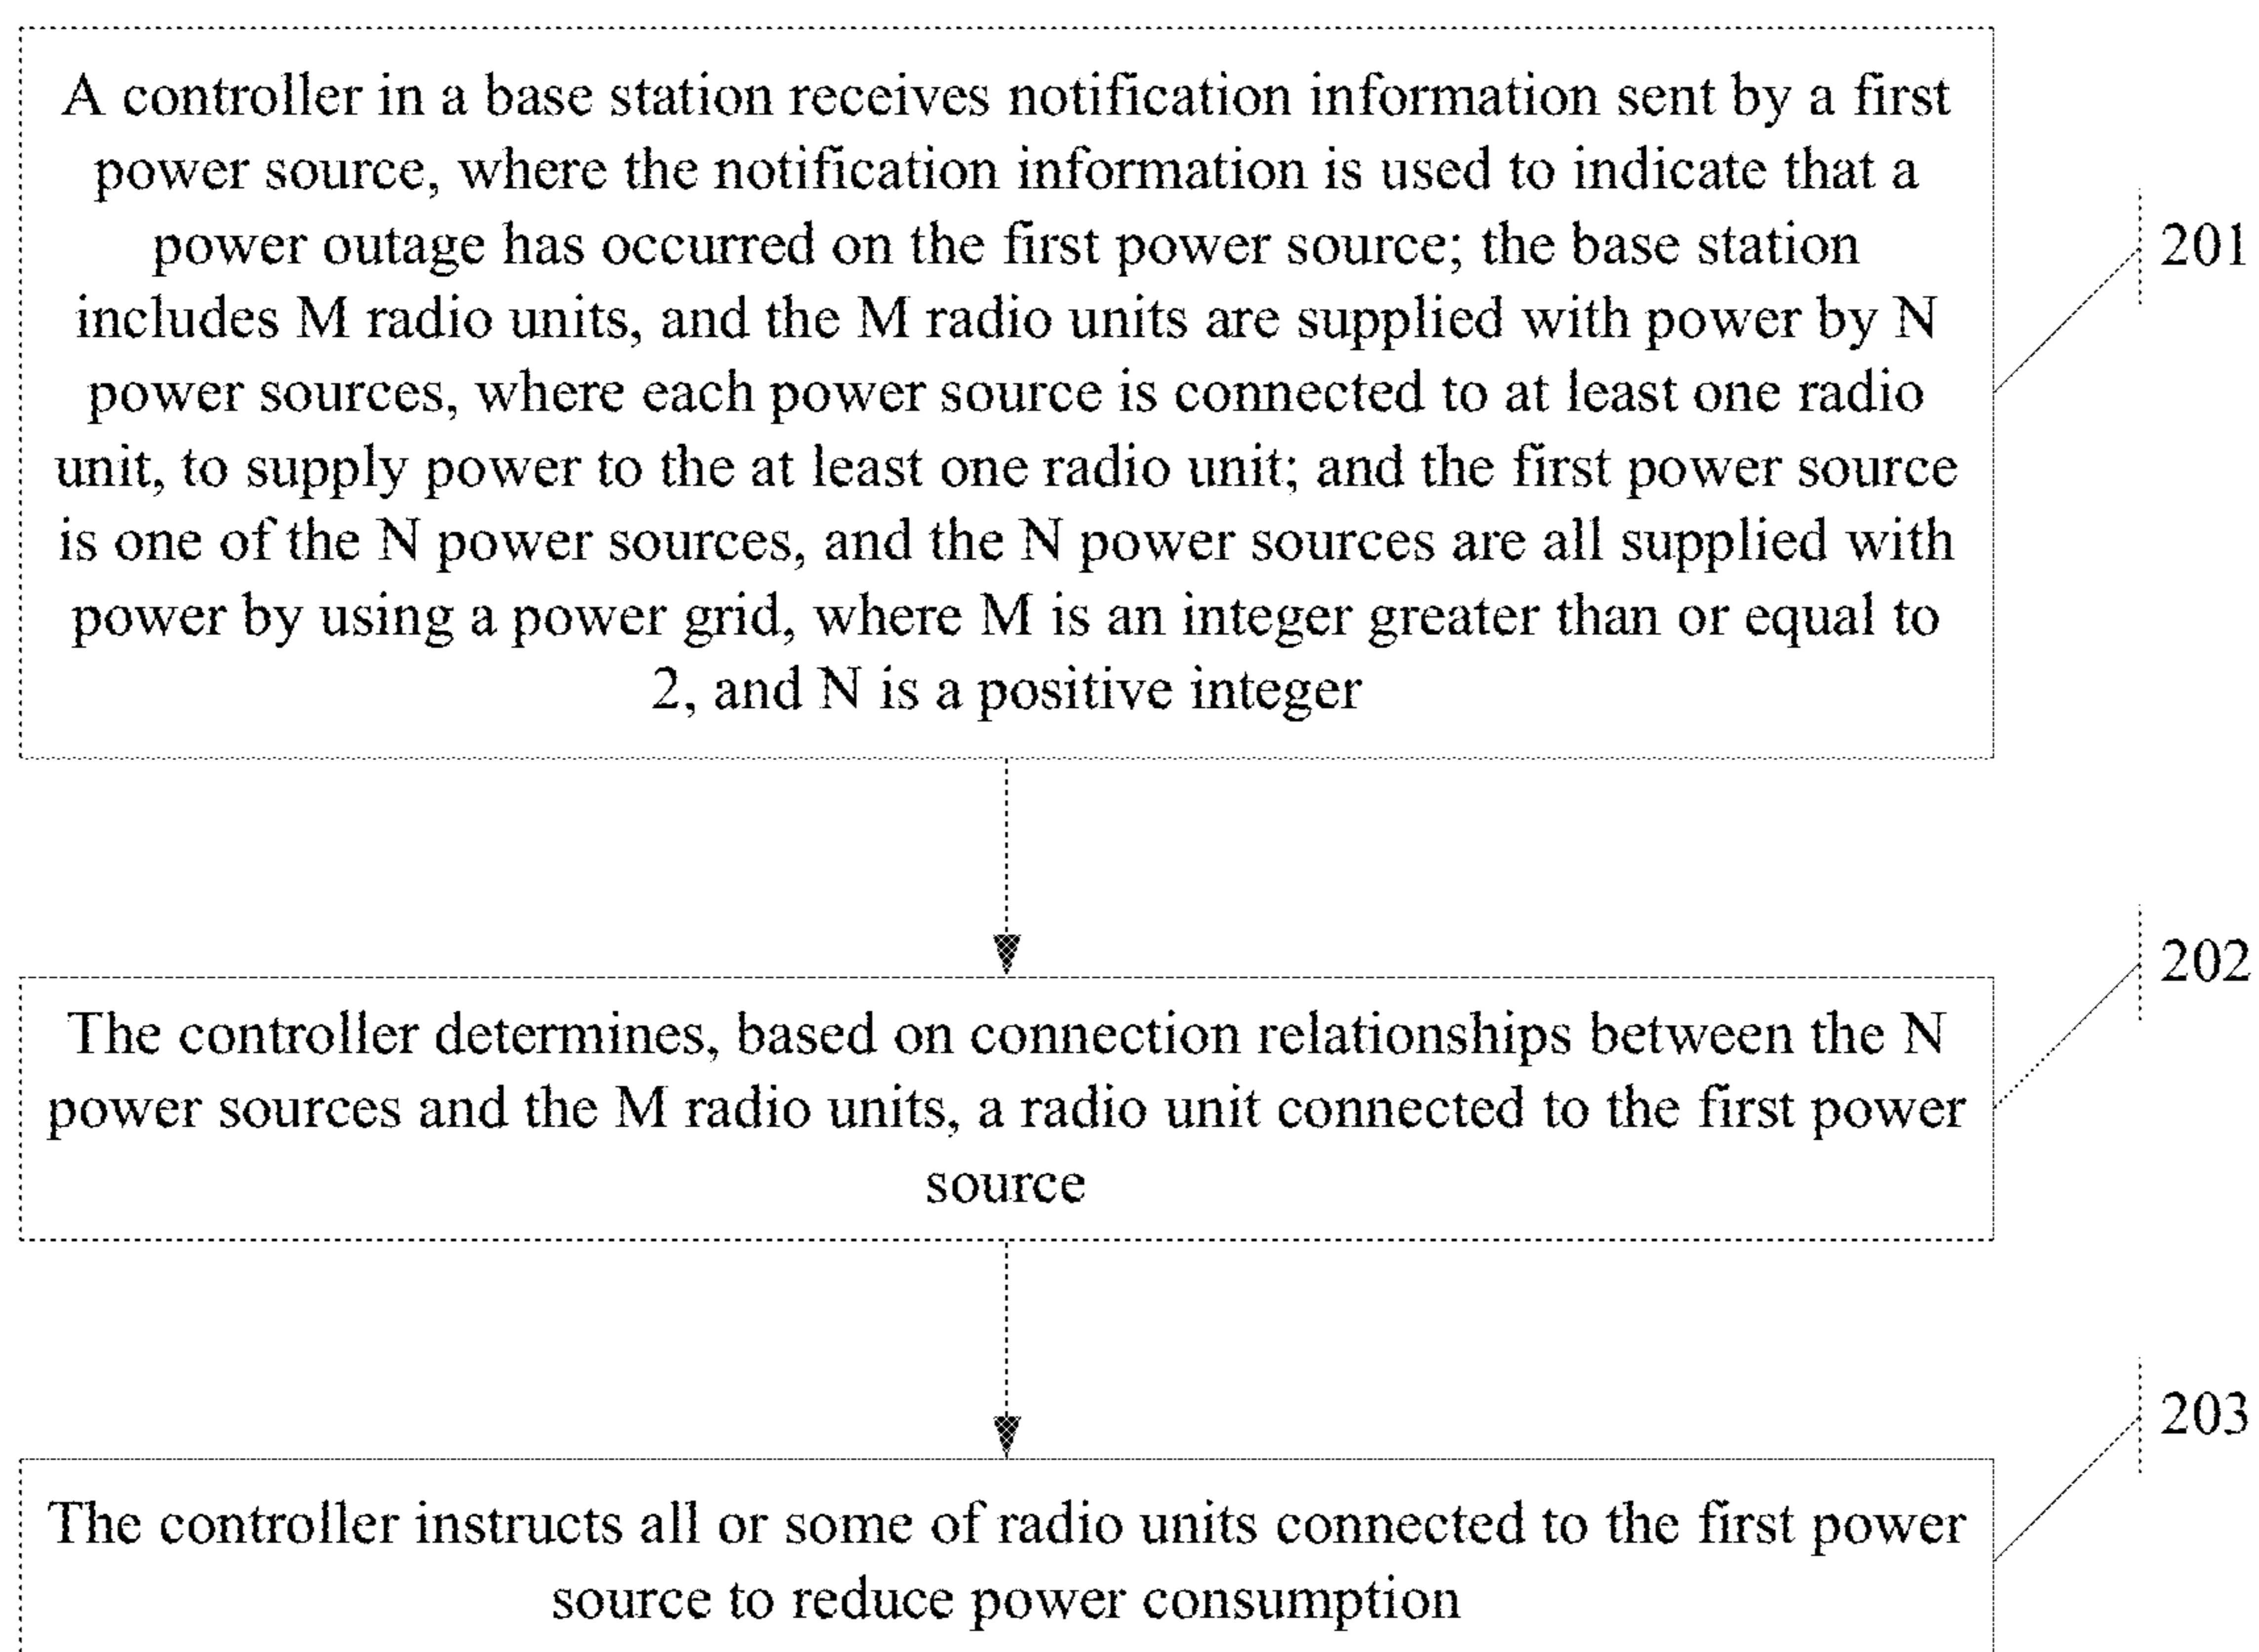 A controller in a base station receives notification information sent by a first
power source, where the notification information is used to indicate that a
power outage has occurred on the first power source; the base station
includes M radio units, and the M radio units are supplied with power by N
power sources, where each power source is connected to at least one radio
unit, to supply power to the at least one radio unit; and the first power source
is one of the N power sources, and the N power sources are all supplied with
power by using a power grid, where M is an integer greater than or equal to
2, and N is a positive integer
201
The controller determines, based on connection relationships between the N
power sources and the M radio units, a radio unit connected to the first power
source
202
The controller instructs all or some of radio units connected to the first power
source to reduce power consumption
203